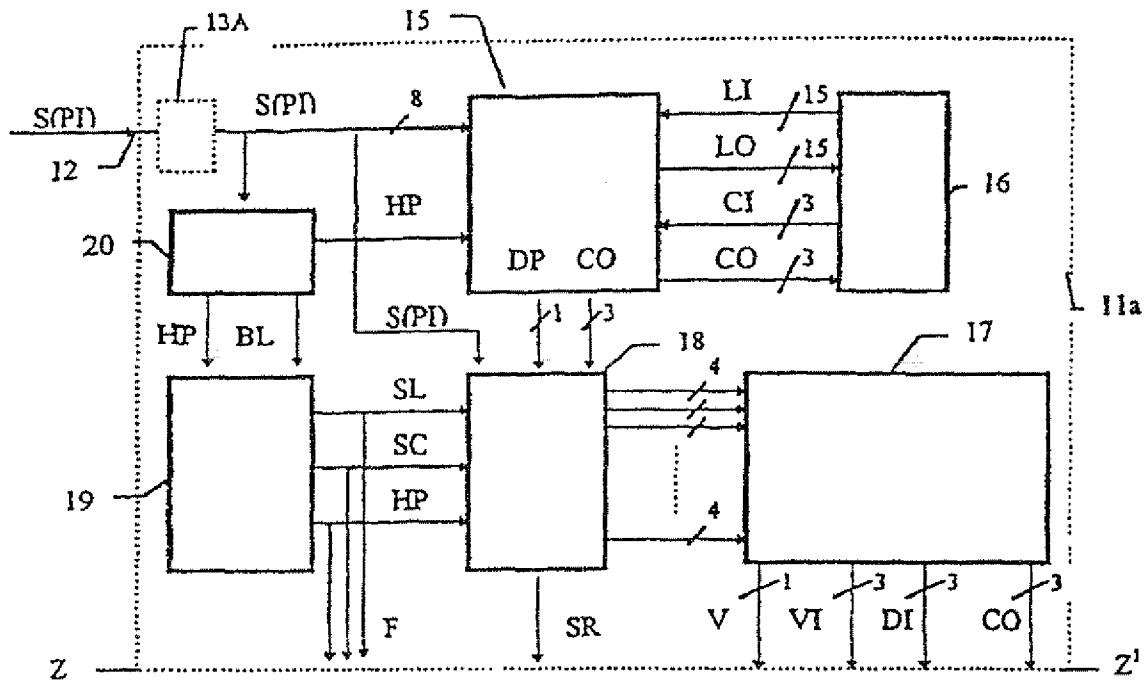 13A
15
S(PI)
S(PI)
8
LI
15
12
LO
15
16
HP
CI
3
20
DP CO
CO
3
HP
BL
S(PI)
1
3
11a
18
17
SL
4
SC
19
HP
4
F
SR
V
1
VI
3
DI
3
CO
3
Z
Z¹